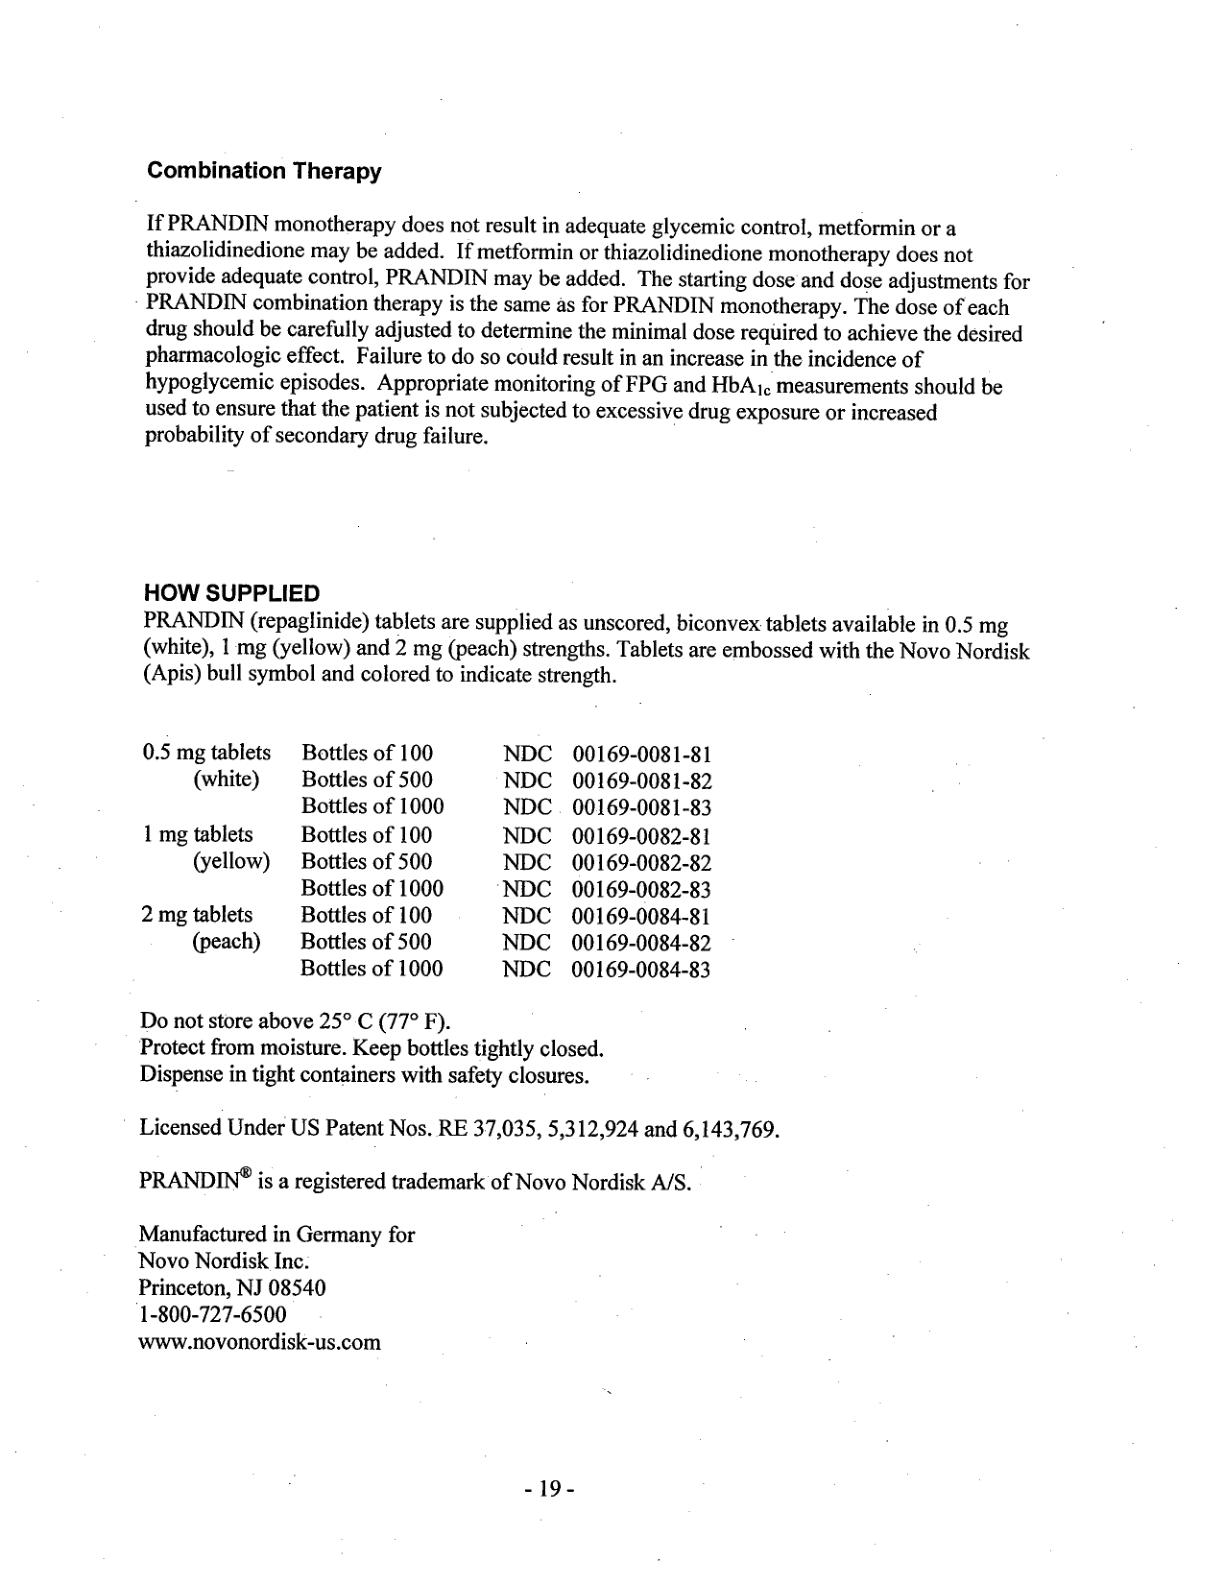 Combination Therapy
If PRANDIN monotherapy does not result in adequate glycemic control, metformin or a
thiazolidinedione may be added. If metformin or thiazolidinedione monotherapy does not
provide adequate control, PRANDIN may be added. The starting dose and dose adjustments for
PRANDIN combination therapy is the same as for PRANDIN monotherapy. The dose of each
drug should be carefully adjusted to determine the minimal dose required to achieve the desired
pharmacologic effect. Failure to do so could result in an increase in the incidence of
hypoglycemic episodes. Appropriate monitoring of FPG and HbA1c measurements should be
used to ensure that the patient is not subjected to excessive drug exposure or increased
probability of secondary drug failure.
HOW SUPPLIED
PRANDIN (repaglinide) tablets are supplied as unscored, biconvex tablets available in 0.5 mg
(white), 1 mg (yellow) and 2 mg (peach) strengths. Tablets are embossed with the Novo Nordisk
(Apis) bull symbol and colored to indicate strength.
0.5 mg tablets Bottles of 100 NDC 00169-0081-81
(white) Bottles of 500 NDC 00169-0081-82
Bottles of 1000 NDC 00169-0081-83
1 mg tablets Bottles of 100 NDC 00169-0082-81
(yellow) Bottles of 500 NDC 00169-0082-82
Bottles of 1000 NDC 00169-0082-83
2 mg tablets Bottles of 100 NDC 00169-0084-81
(peach) Bottles of 500 NDC 00169-0084-82
Bottles of 1000 NDC 00169-0084-83
Do not store above 25° C (77° F).
Protect from moisture. Keep bottles tightly closed.
Dispense in tight containers with safety closures.
Licensed Under US Patent Nos. RE 37,035, 5,312,924 and 6,143,769.
PRANDIN® is a registered trademark of Novo Nordisk A/S.
Manufactured in Germany for
Novo Nordisk Inc.
Princeton, NJ 08540
1-800-727-6500
www.novonordisk-us.com
- 19 -